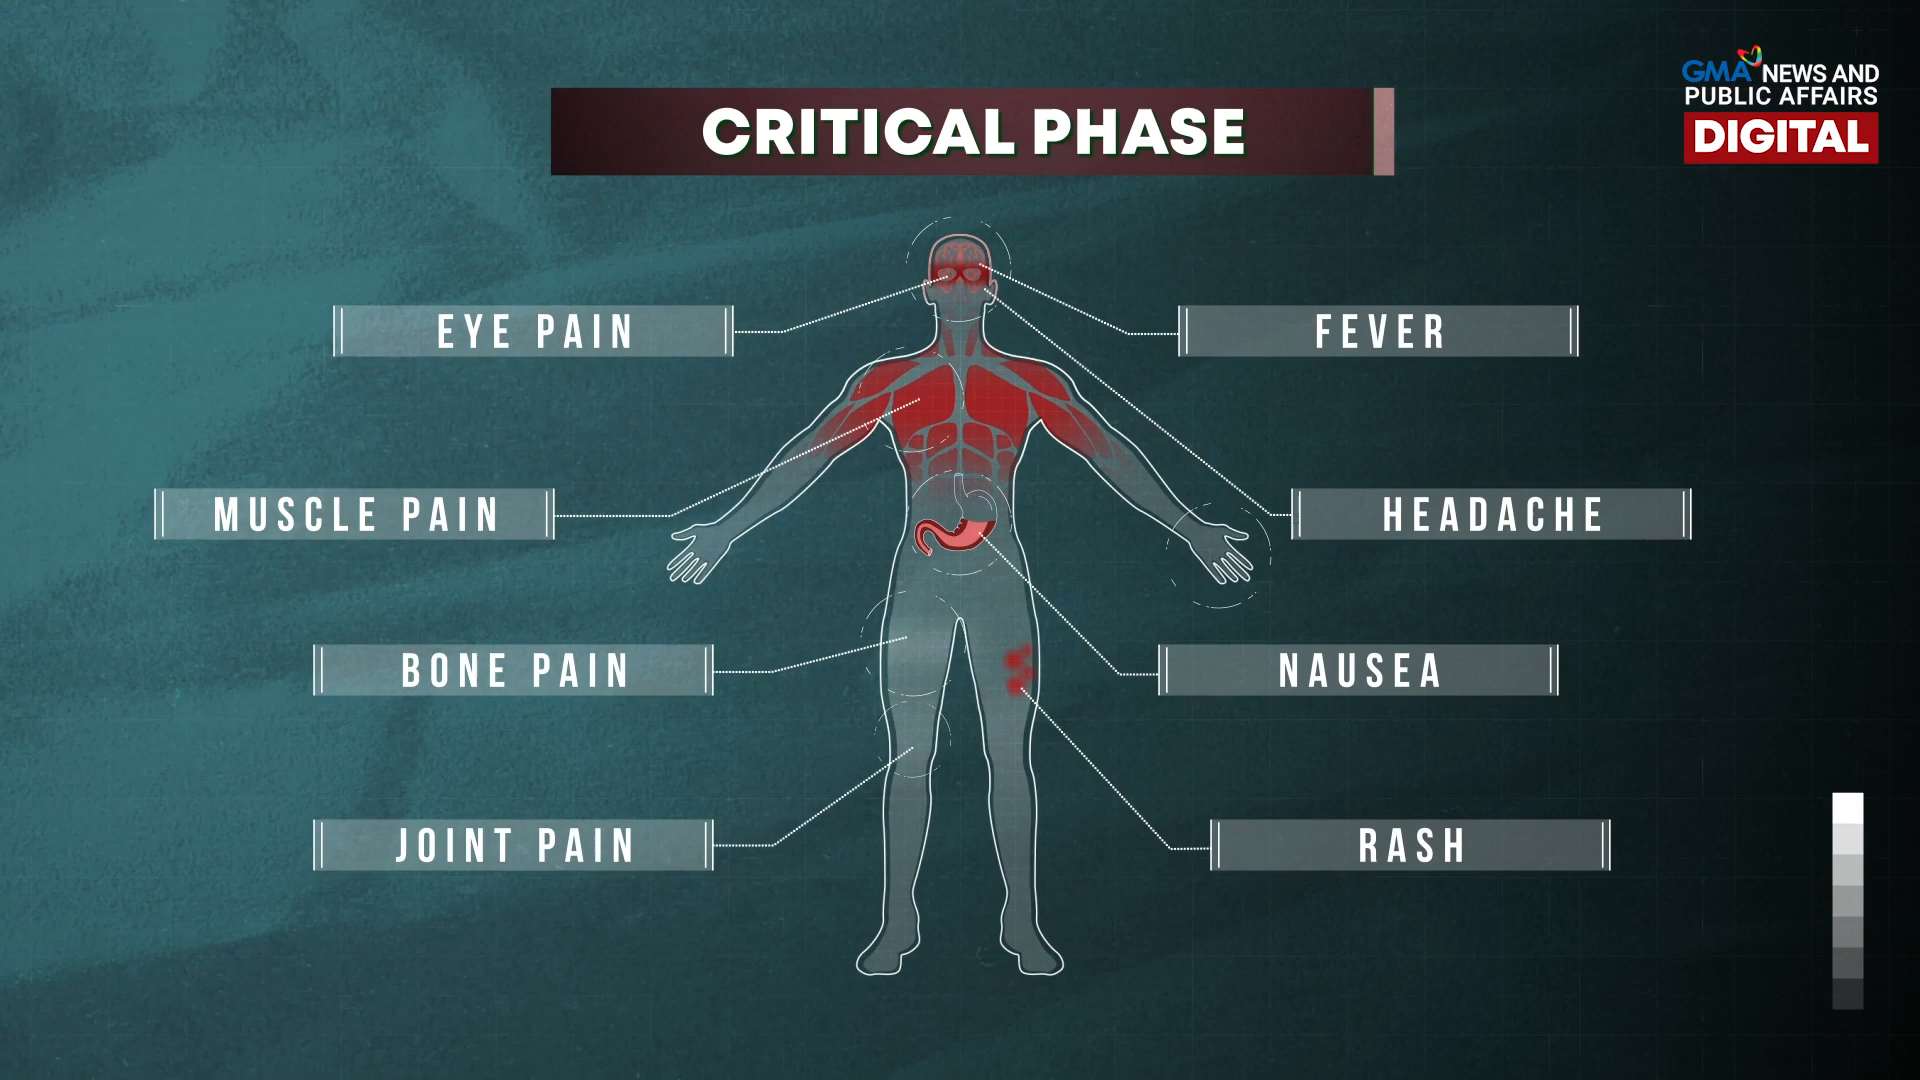 GMA NEWS AND
PUBLIC AFFAIRS
DIGITAL
CRITICAL PHASE
EYE PAIN
FEVER
MUSCLE PAIN
HEADACHE
BONE PAIN
NAUSEA
JOINT PAIN
RASH